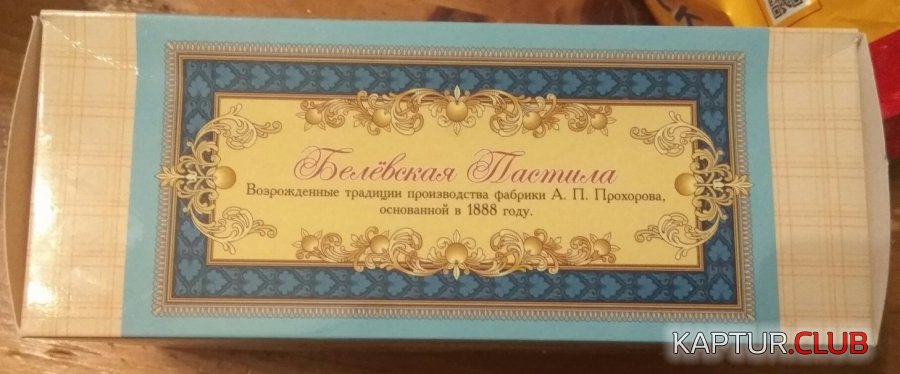 Белёвская Пастила
Возрожденные традиции производства фабрики А. П. Прохорова,
основанной в 1888 году.
KAPTUR.CLUB